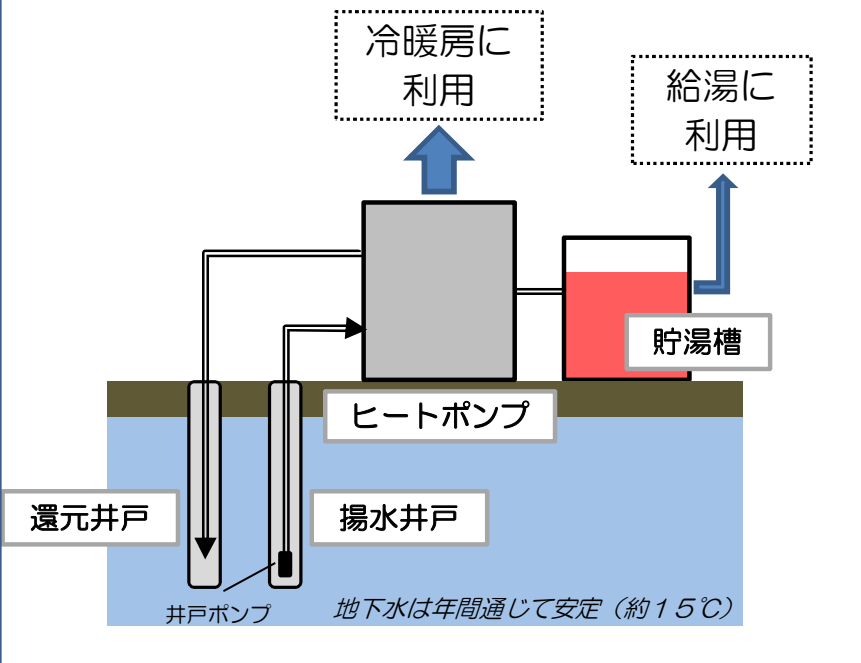 冷暖房に
利用
給湯に
利用
貯湯槽
ヒートポンプ
還元井戸
揚水井戸
井戸ポンプ
地下水は年間通じて安定（約１５℃）